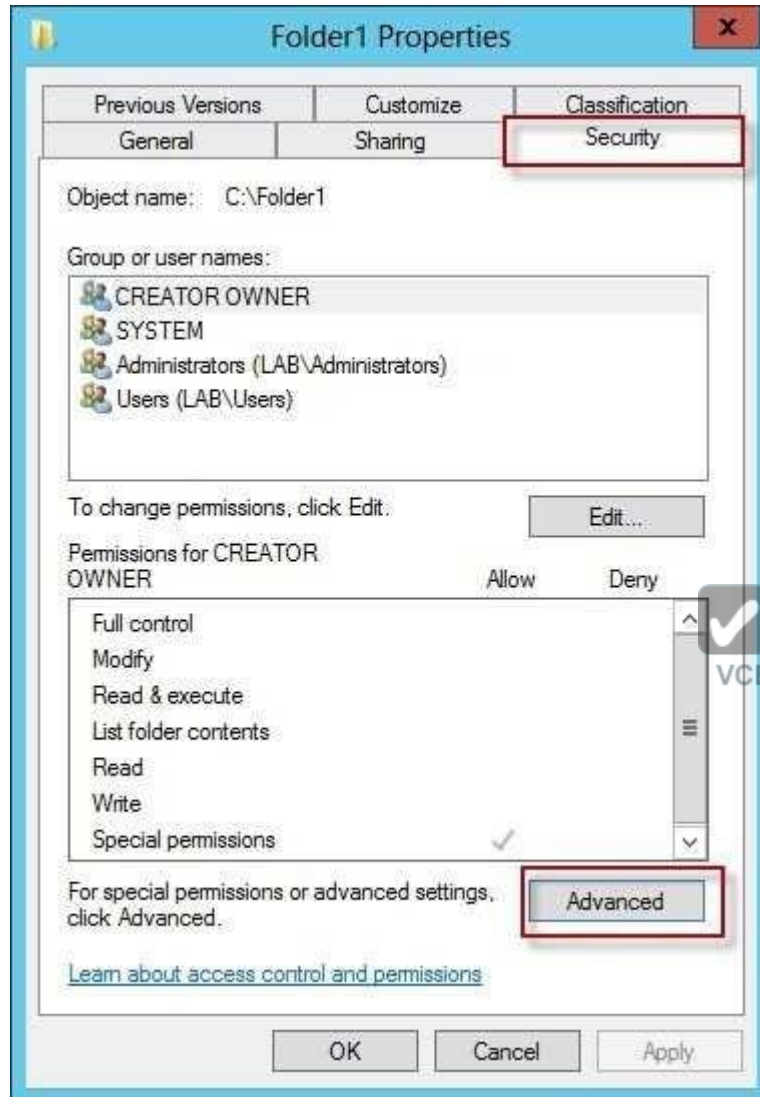 Folder1 Properties
x
Previous Versions Customize Classification
General Sharing Security
Object name: C:\Folder1
Group or user names:
CREATOR OWNER
SYSTEM
Administrators (LAB\Administrators)
Users (LAB\Users)
To change permissions, click Edit.
Edit...
Permissions for CREATOR
OWNER Allow Deny
Full control
Modify
Read & execute
List folder contents
Read
Write
Special permissions
For special permissions or advanced settings,
click Advanced.
Advanced
Learn about access control and permissions
OK Cancel Apply